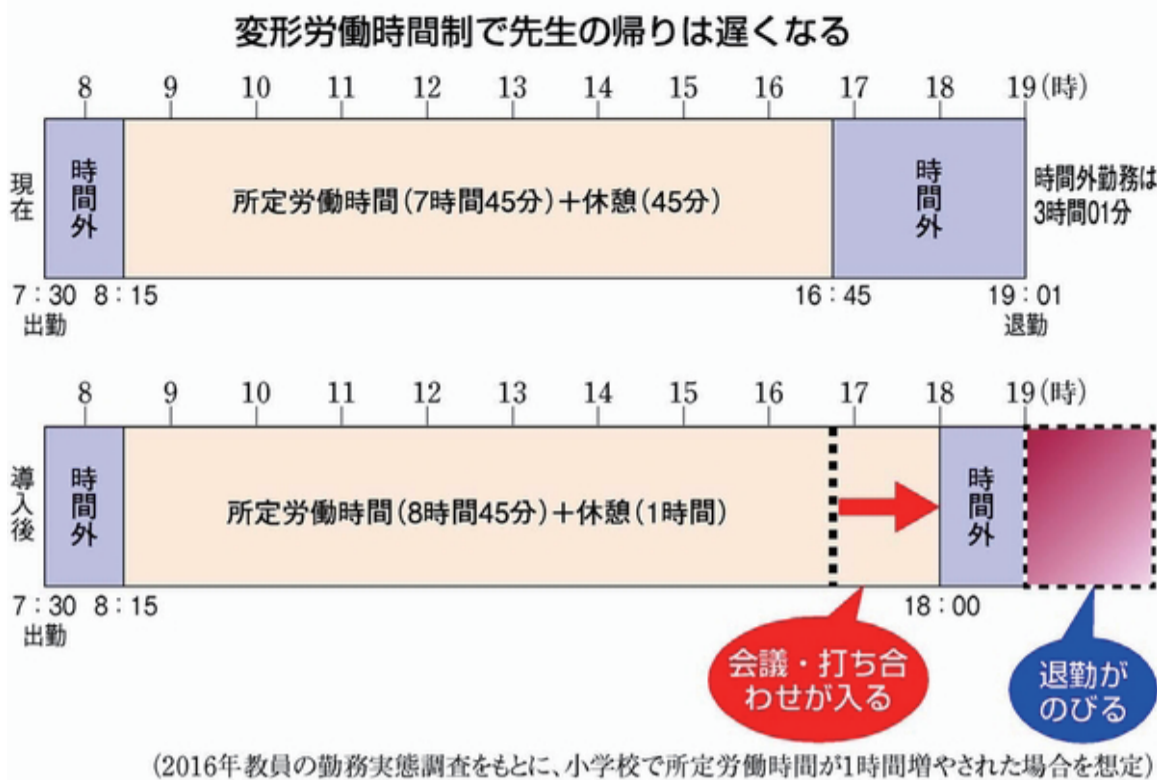 変形労働時間制で先生の帰りは遅くなる
8 9 10 11 12 13 14 15 16 17 18 19(時)
現在
時間外
所定労働時間(7時間45分)+休憩(45分)
時間外
時間外勤務は
3時間01分
7:30 8:15 16:45 19:01
出勤 退勤
8 9 10 11 12 13 14 15 16 17 18 19(時)
導入後
時間外
所定労働時間(8時間45分)+休憩(1時間)
時間外
7:30 8:15 18:00
出勤
会議・打ち合
わせが入る
退勤が
のびる
(2016年教員の勤務実態調査をもとに、小学校で所定労働時間が1時間増やされた場合を想定)